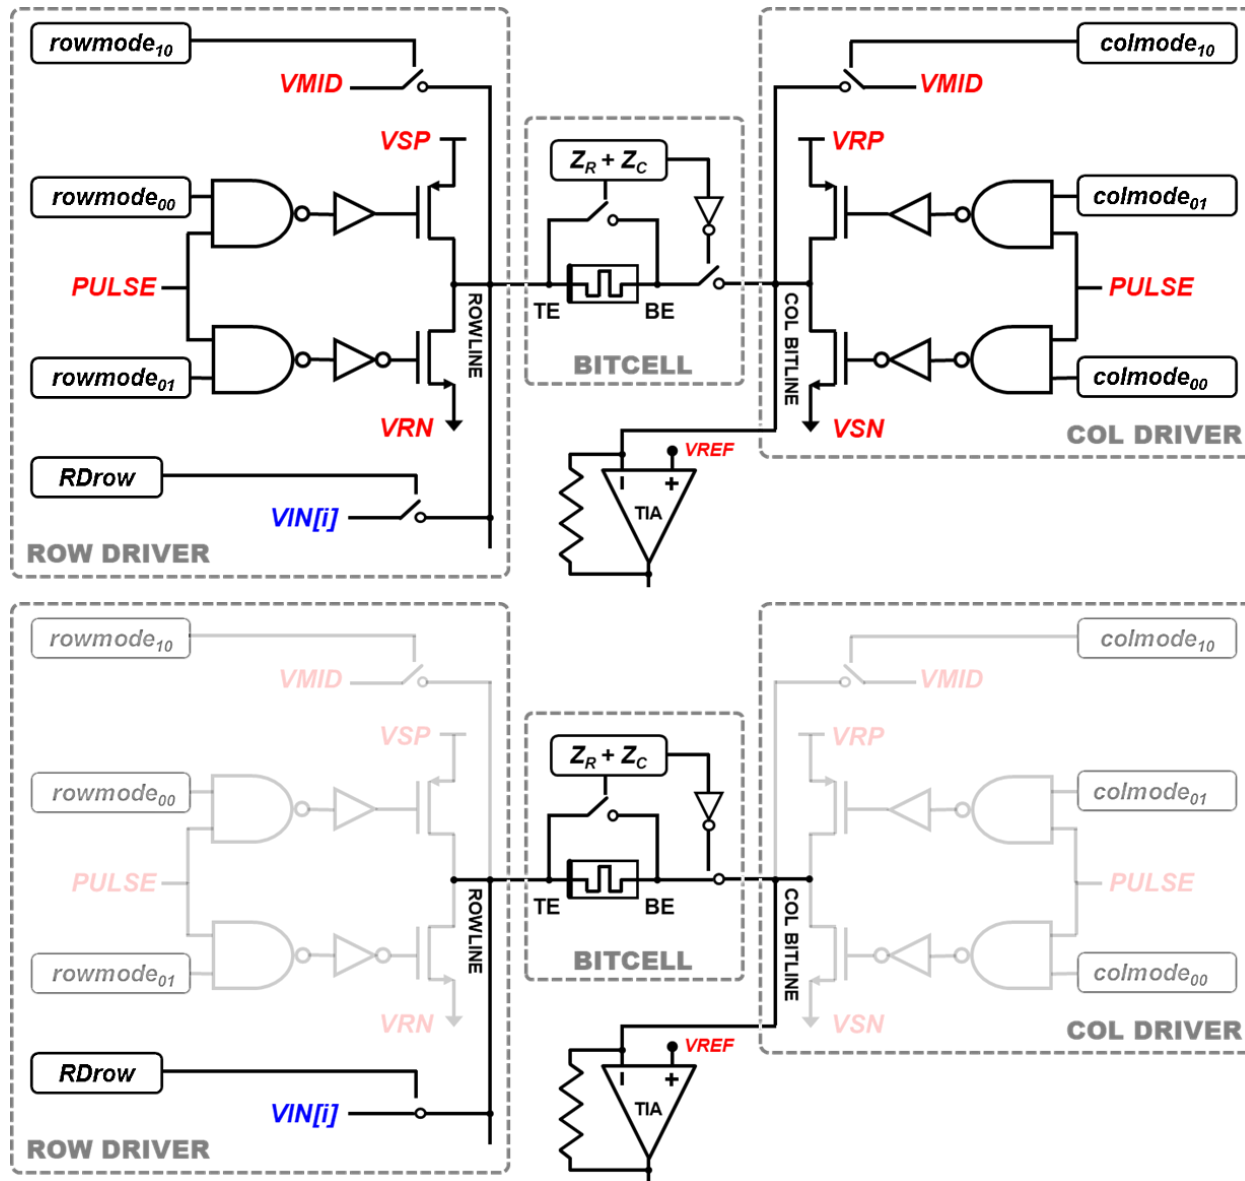 rowmode10
colmode10
VMID
VMID
VSP
VRP
ZR + ZC
rowmode00
colmode01
PULSE
PULSE
TE
BE
ROWLINE
COL BITLINE
BITCELL
rowmode01
colmode00
VRN
VSN
COL DRIVER
VREF
RDrow
TIA
VIN[i]
ROW DRIVER
rowmode10
colmode10
VMID
VMID
VSP
VRP
ZR + ZC
rowmode00
colmode01
PULSE
PULSE
TE
BE
ROWLINE
COL BITLINE
BITCELL
rowmode01
colmode00
VRN
VSN
COL DRIVER
VREF
RDrow
TIA
VIN[i]
ROW DRIVER